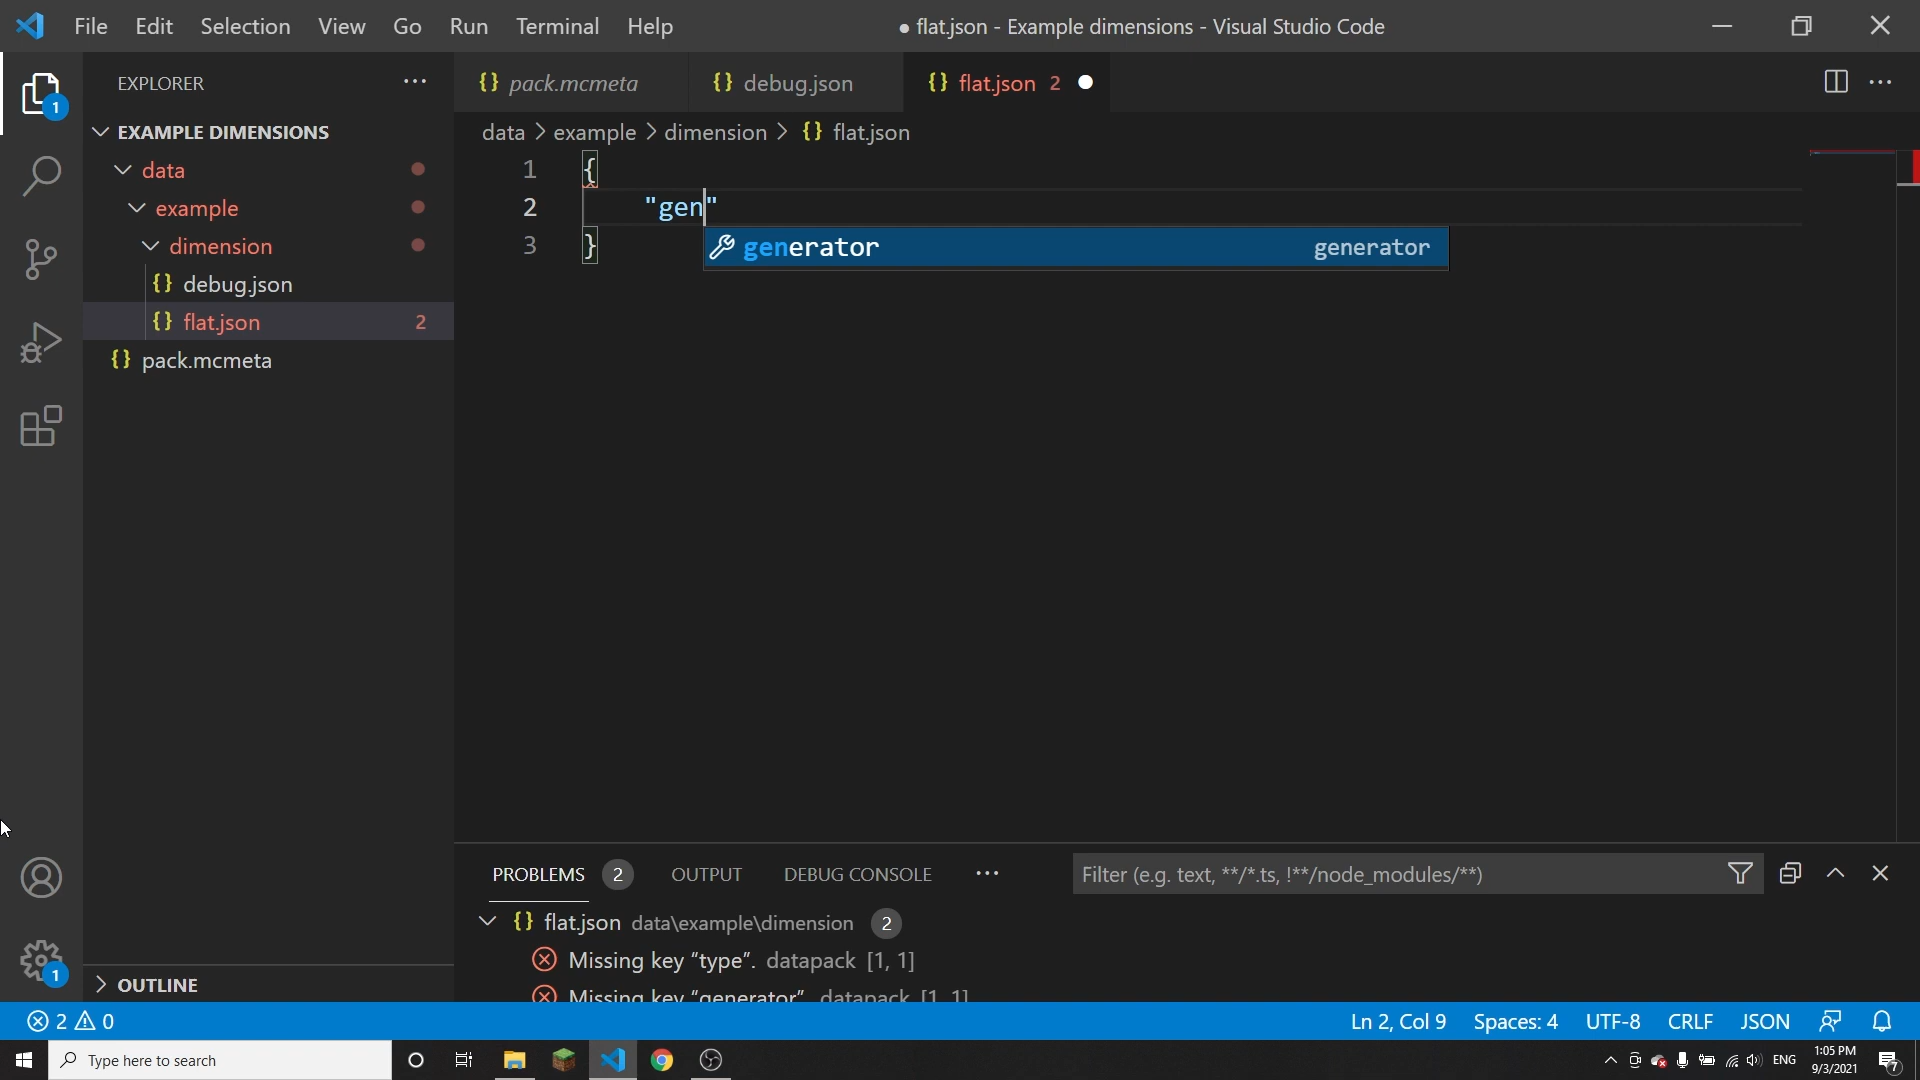 File Edit Selection View Go Run Terminal Help
● flat.json - Example dimensions - Visual Studio Code
EXPLORER ···
1
EXAMPLE DIMENSIONS
data
example
dimension
{} debug.json
{} flat.json 2
{} pack.mcmeta
OUTLINE
1
{} pack.mcmeta {} debug.json {} flat.json 2 ●
data > example > dimension > {} flat.json
1 {
2 "gen"
3 }
generator generator
PROBLEMS 2 OUTPUT DEBUG CONSOLE ···
Filter (e.g. text, **/*.ts, !**/node_modules/**)
{} flat.json data\example\dimension 2
Missing key “type”. datapack [1, 1]
Missing key “generator”. datapack [1, 1]
2 0
Ln 2, Col 9 Spaces: 4 UTF-8 CRLF JSON
Type here to search
ENG
1:05 PM
9/3/2021
7